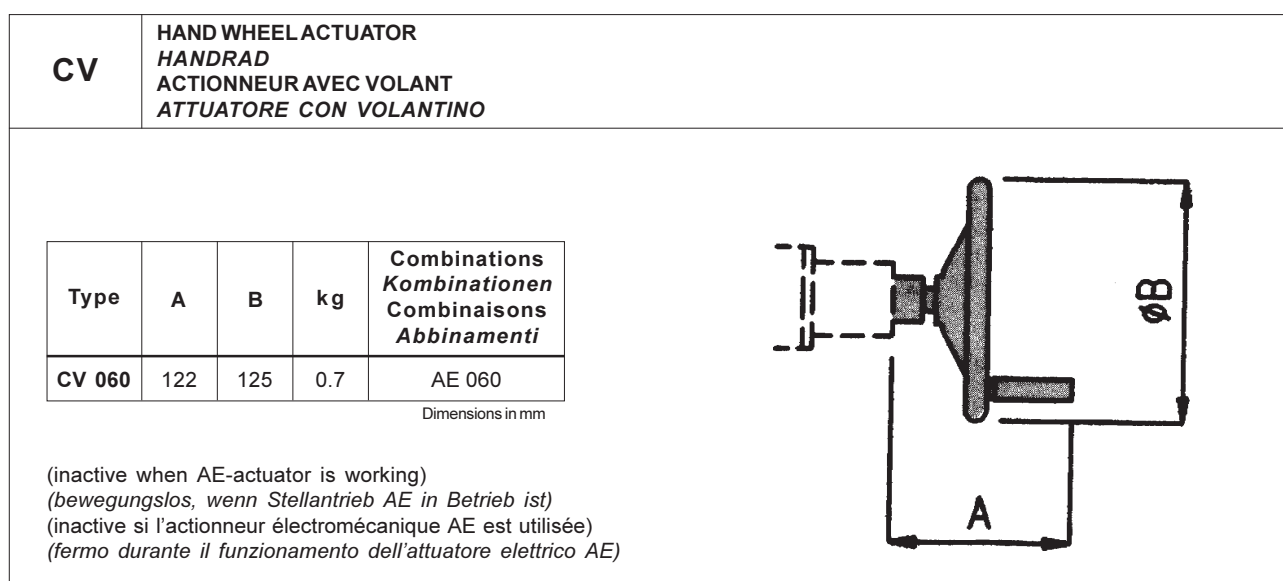 CV
HAND WHEEL ACTUATOR
HANDRAD
ACTIONNEUR AVEC VOLANT
ATTUATORE CON VOLANTINO
Type A B kg Combinations
Kombinationen
Combinaisons
Abbinamenti
CV 060 122 125 0.7 AE 060
Dimensions in mm
(inactive when AE-actuator is working)
(bewegungslos, wenn Stellantrieb AE in Betrieb ist)
(inactive si l'actionneur électromécanique AE est utilisée)
(fermo durante il funzionamento dell'attuatore elettrico AE)
øB
A